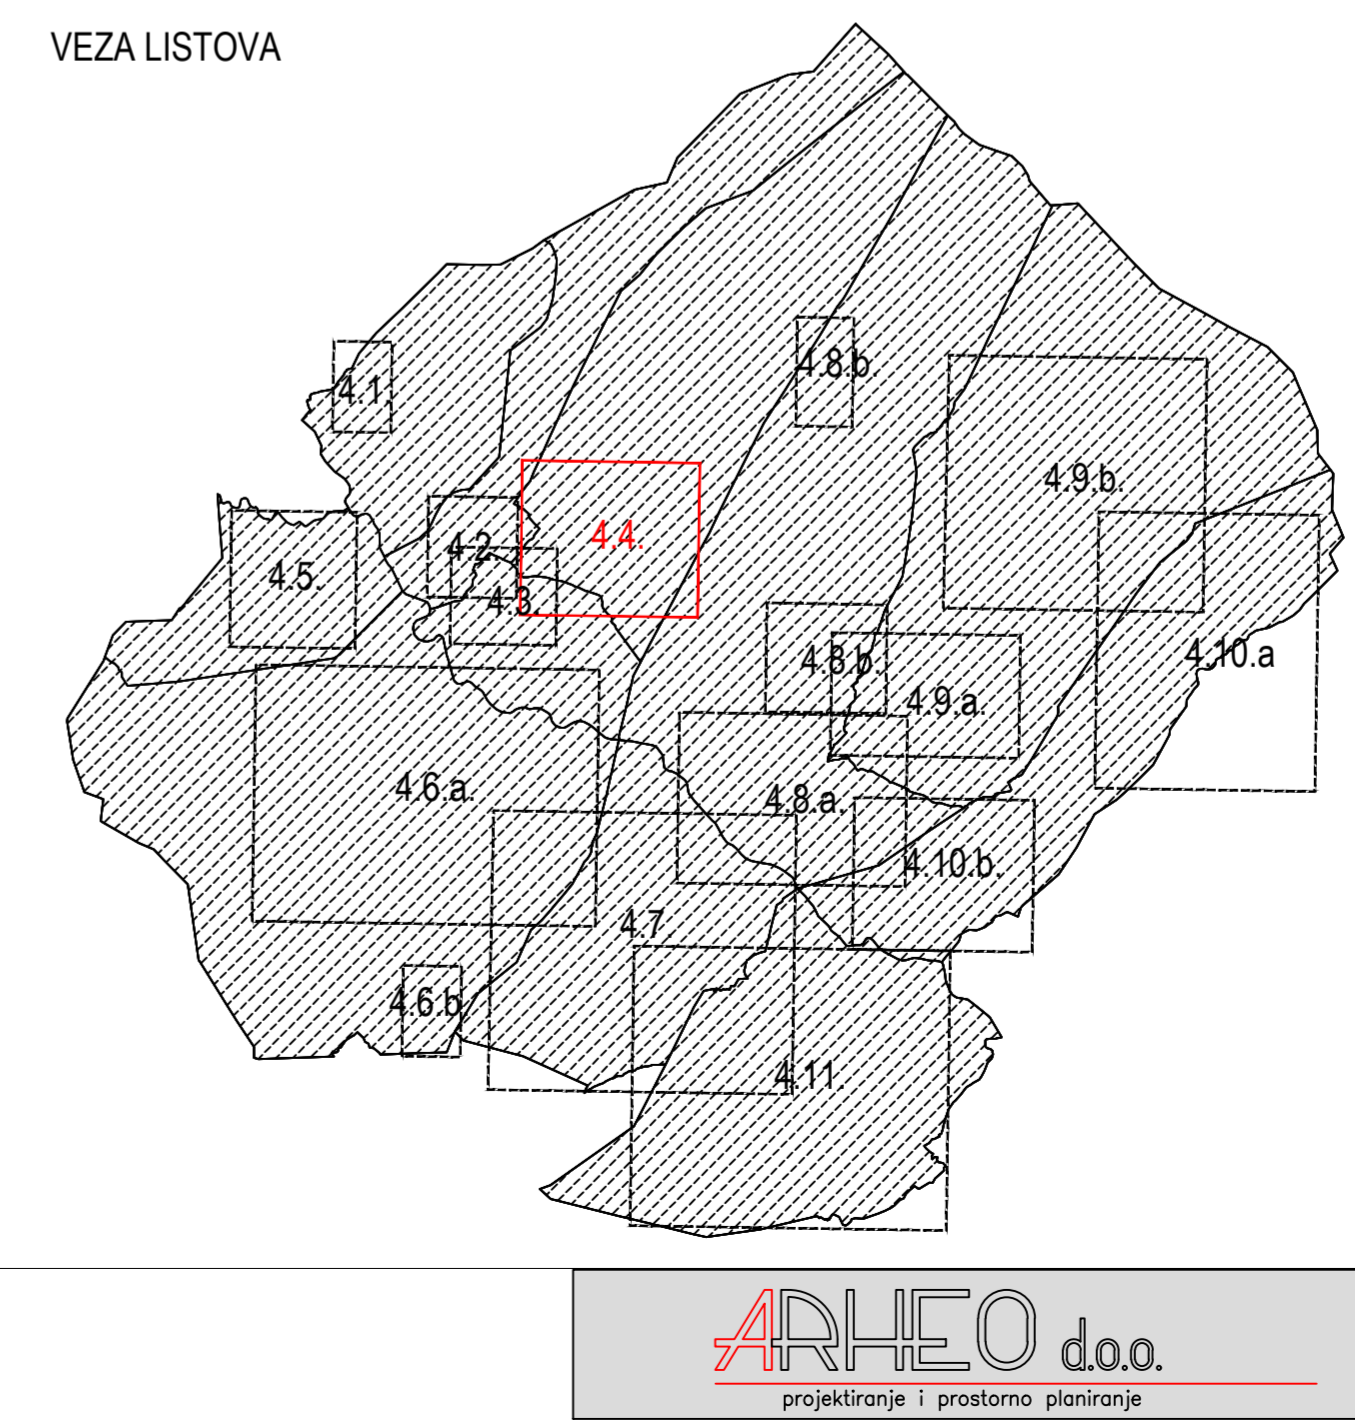 VEZA LISTOVA
4.8.b
4.1.
4.9.b.
4.4.
4.2.
4.5.
4.3.
4.10.a
4.8.b.
4.9.a.
4.6.a.
4.8.a.
4.10.b.
4.7
4.6.b
4.11.
ARHEO d.o.o.
projektiranje i prostorno planiranje